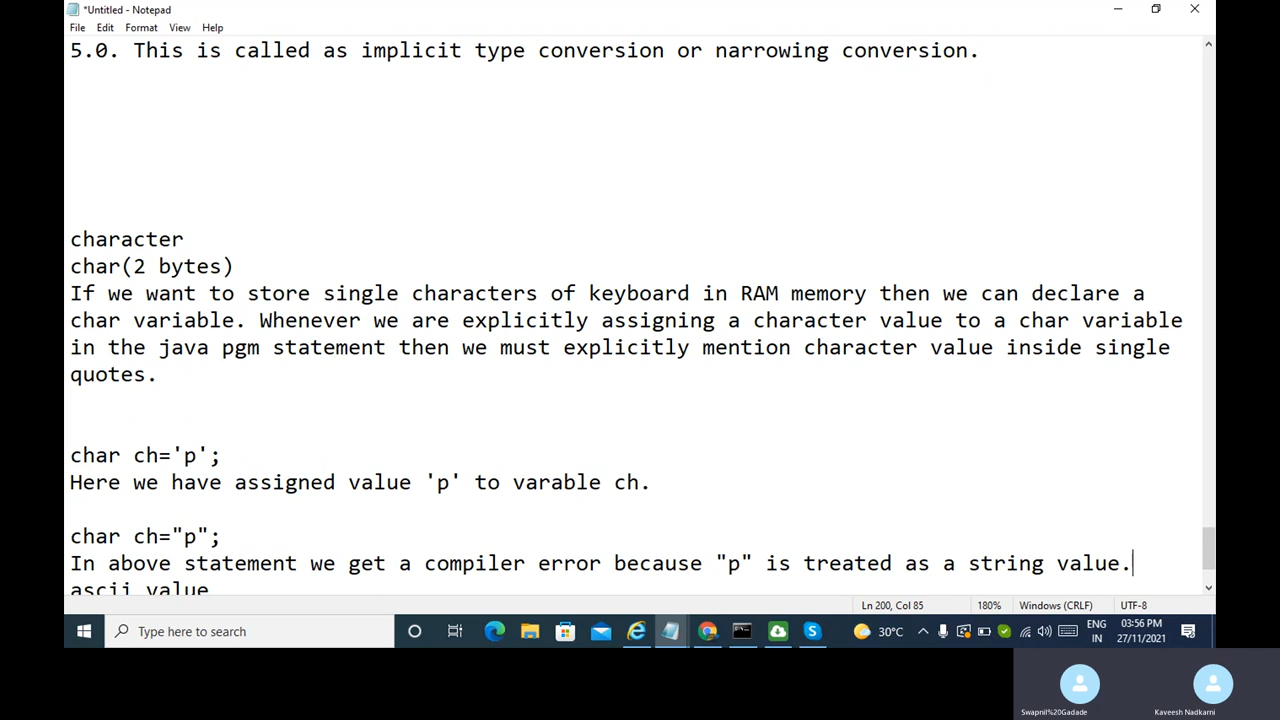 *Untitled - Notepad
File Edit Format View Help
5.0. This is called as implicit type conversion or narrowing conversion.
character
char(2 bytes)
If we want to store single characters of keyboard in RAM memory then we can declare a
char variable. Whenever we are explicitly assigning a character value to a char variable
in the java pgm statement then we must explicitly mention character value inside single
quotes.
char ch='p';
Here we have assigned value 'p' to varable ch.
char ch="p";
In above statement we get a compiler error because "p" is treated as a string value.
ascii value
Ln 200, Col 85 180% Windows (CRLF) UTF-8
Type here to search
30°C
ENG
IN
03:56 PM
27/11/2021
Swapnil%20Gadade
Kaveesh Nadkarni